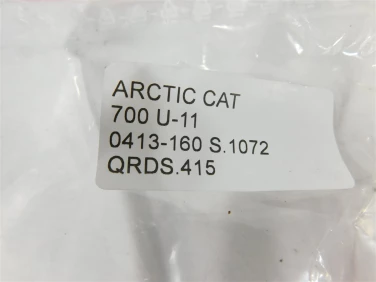 ARCTIC CAT
700 U-11
0413-160 S.1072
QRDS.415